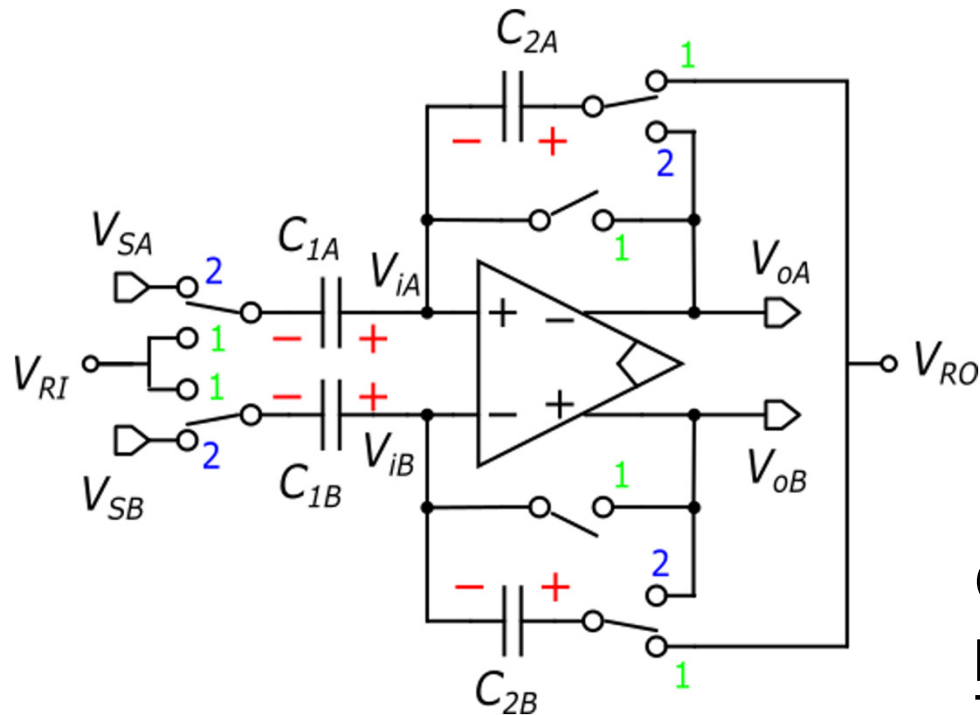 C2A
1
− +
2
VSA
2
C1A
ViA
1
VoA
+ −
1
− +
VRI
VRO
1
− +
− +
2
ViB
1
VoB
VSB
C1B
2
− +
C2B
1